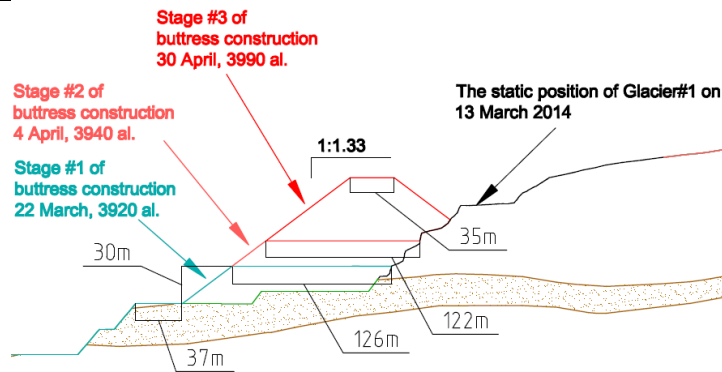 Stage #3 of
buttress construction
30 April, 3990 al.
Stage #2 of
buttress construction
4 April, 3940 al.
The static position of Glacier#1 on
13 March 2014
1:1.33
Stage #1 of
buttress construction
22 March, 3920 al.
35m
30m
122m
126m
37m